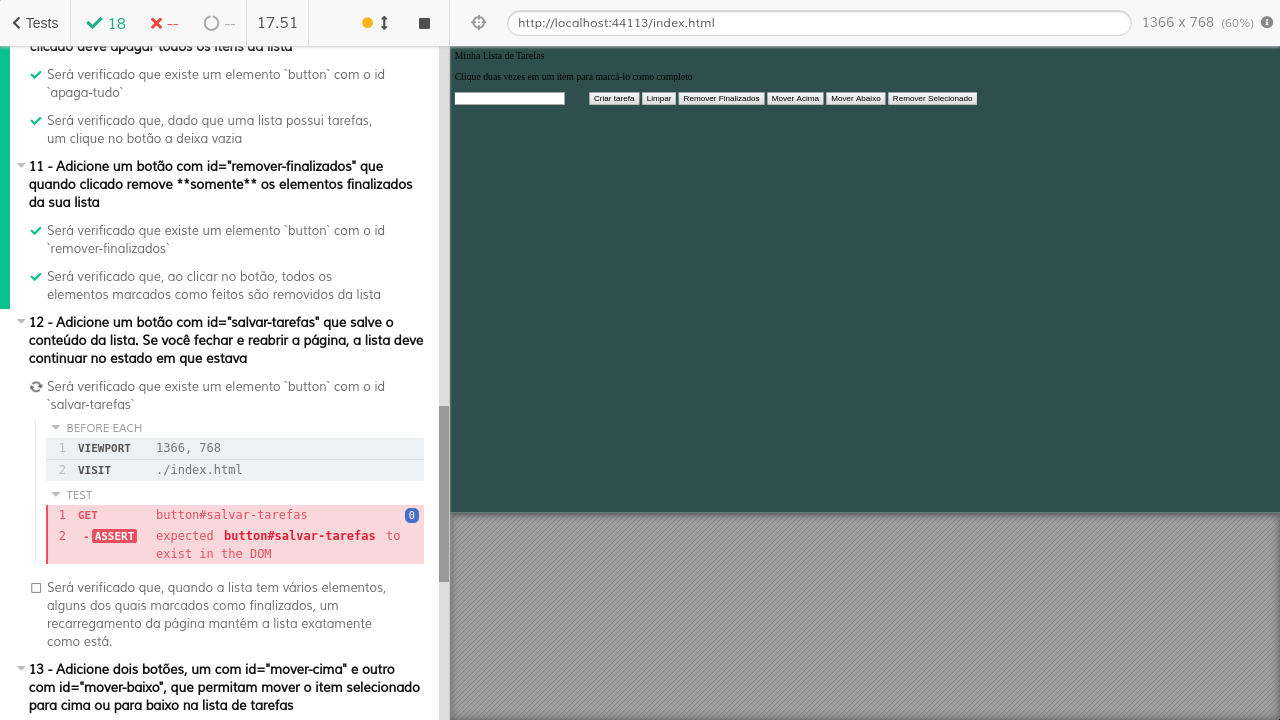 Tests 18 -- -- 17.51
clicado deve apagar todos os itens da lista
Será verificado que existe um elemento `button` com o id
`apaga-tudo`
Será verificado que, dado que uma lista possui tarefas,
um clique no botão a deixa vazia
11 - Adicione um botão com id="remover-finalizados" que
quando clicado remove **somente** os elementos finalizados
da sua lista
Será verificado que existe um elemento `button` com o id
`remover-finalizados`
Será verificado que, ao clicar no botão, todos os
elementos marcados como feitos são removidos da lista
12 - Adicione um botão com id="salvar-tarefas" que salve o
conteúdo da lista. Se você fechar e reabrir a página, a lista deve
continuar no estado em que estava
Será verificado que existe um elemento `button` com o id
`salvar-tarefas`
BEFORE EACH
1 VIEWPORT 1366, 768
2 VISIT ./index.html
TEST
1 GET button#salvar-tarefas 0
2 -ASSERT expected button#salvar-tarefas to
exist in the DOM
Será verificado que, quando a lista tem vários elementos,
alguns dos quais marcados como finalizados, um
recarregamento da página mantém a lista exatamente
como está.
13 - Adicione dois botões, um com id="mover-cima" e outro
com id="mover-baixo", que permitam mover o item selecionado
para cima ou para baixo na lista de tarefas
http://localhost:44113/index.html 1366 x 768 (60%)
Minha Lista de Tarefas
Clique duas vezes em um item para marcá-lo como completo
Criar tarefa Limpar Remover Finalizados Mover Acima Mover Abaixo Remover Selecionado